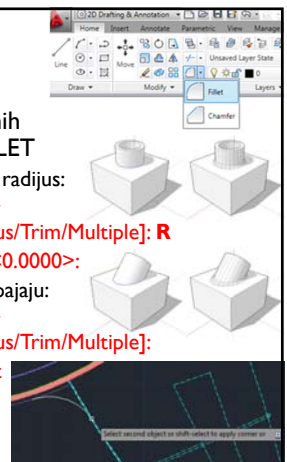 2D Drafting & Annotation
Home Insert Annotate Parametric View Manage
Line
Move
Unsaved Layer State
0
Draw Modify Layers
Fillet
Chamfer
nih
LET
radijus:
us/Trim/Multiple]: R
<0.0000>:
pajaju:
us/Trim/Multiple]:
Select second object or shift-select to apply corner or